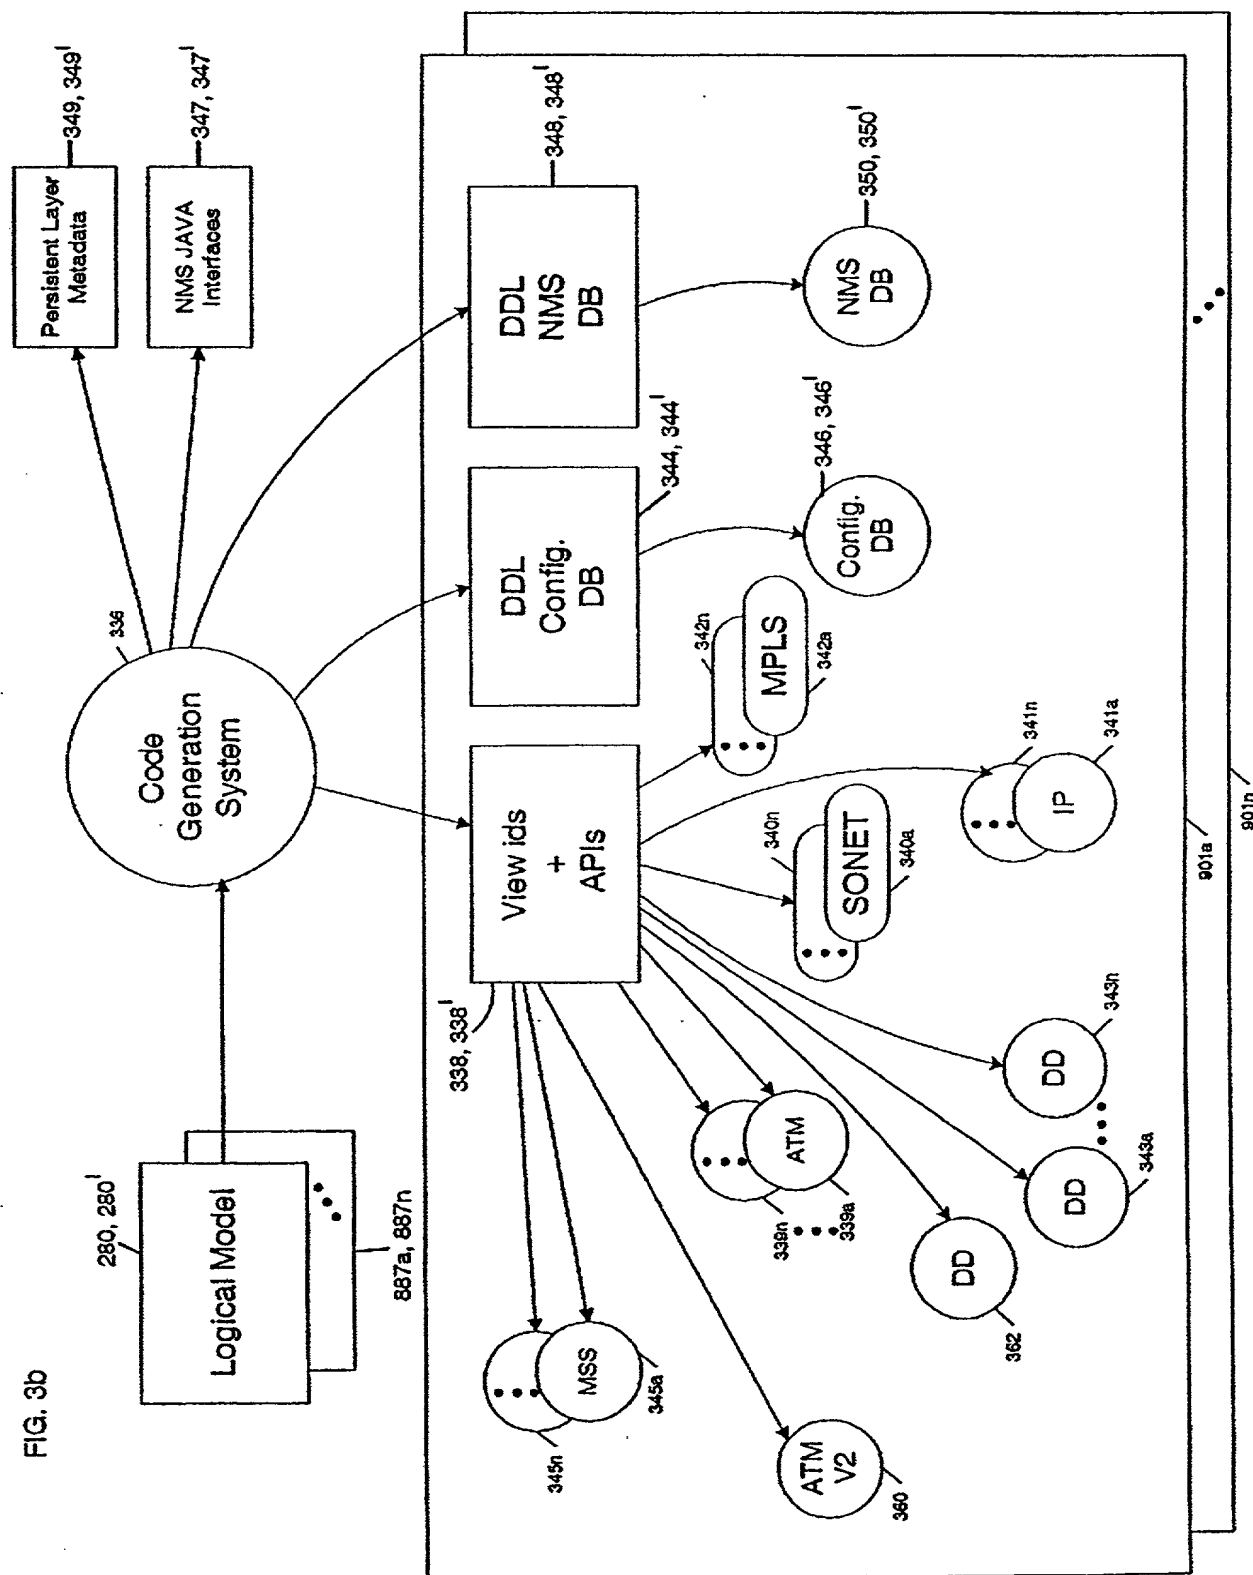 FIG. 3b
280, 280'
Logical Model
887a, 887n
Code
Generation
System
336
Persistent Layer
Metadata
349, 349'
NMS JAVA
Interfaces
347, 347'
338, 338'
View ids
+
APIs
DDL
Config.
DB
344, 344'
DDL
NMS
DB
348, 348'
345n
MSS
345a
ATM
V2
360
339n
ATM
339a
DD
362
DD
343a
DD
343n
340n
SONET
340a
342n
MPLS
342a
341n
IP
341a
Config.
DB
346, 346'
NMS
DB
350, 350'
901a
901n